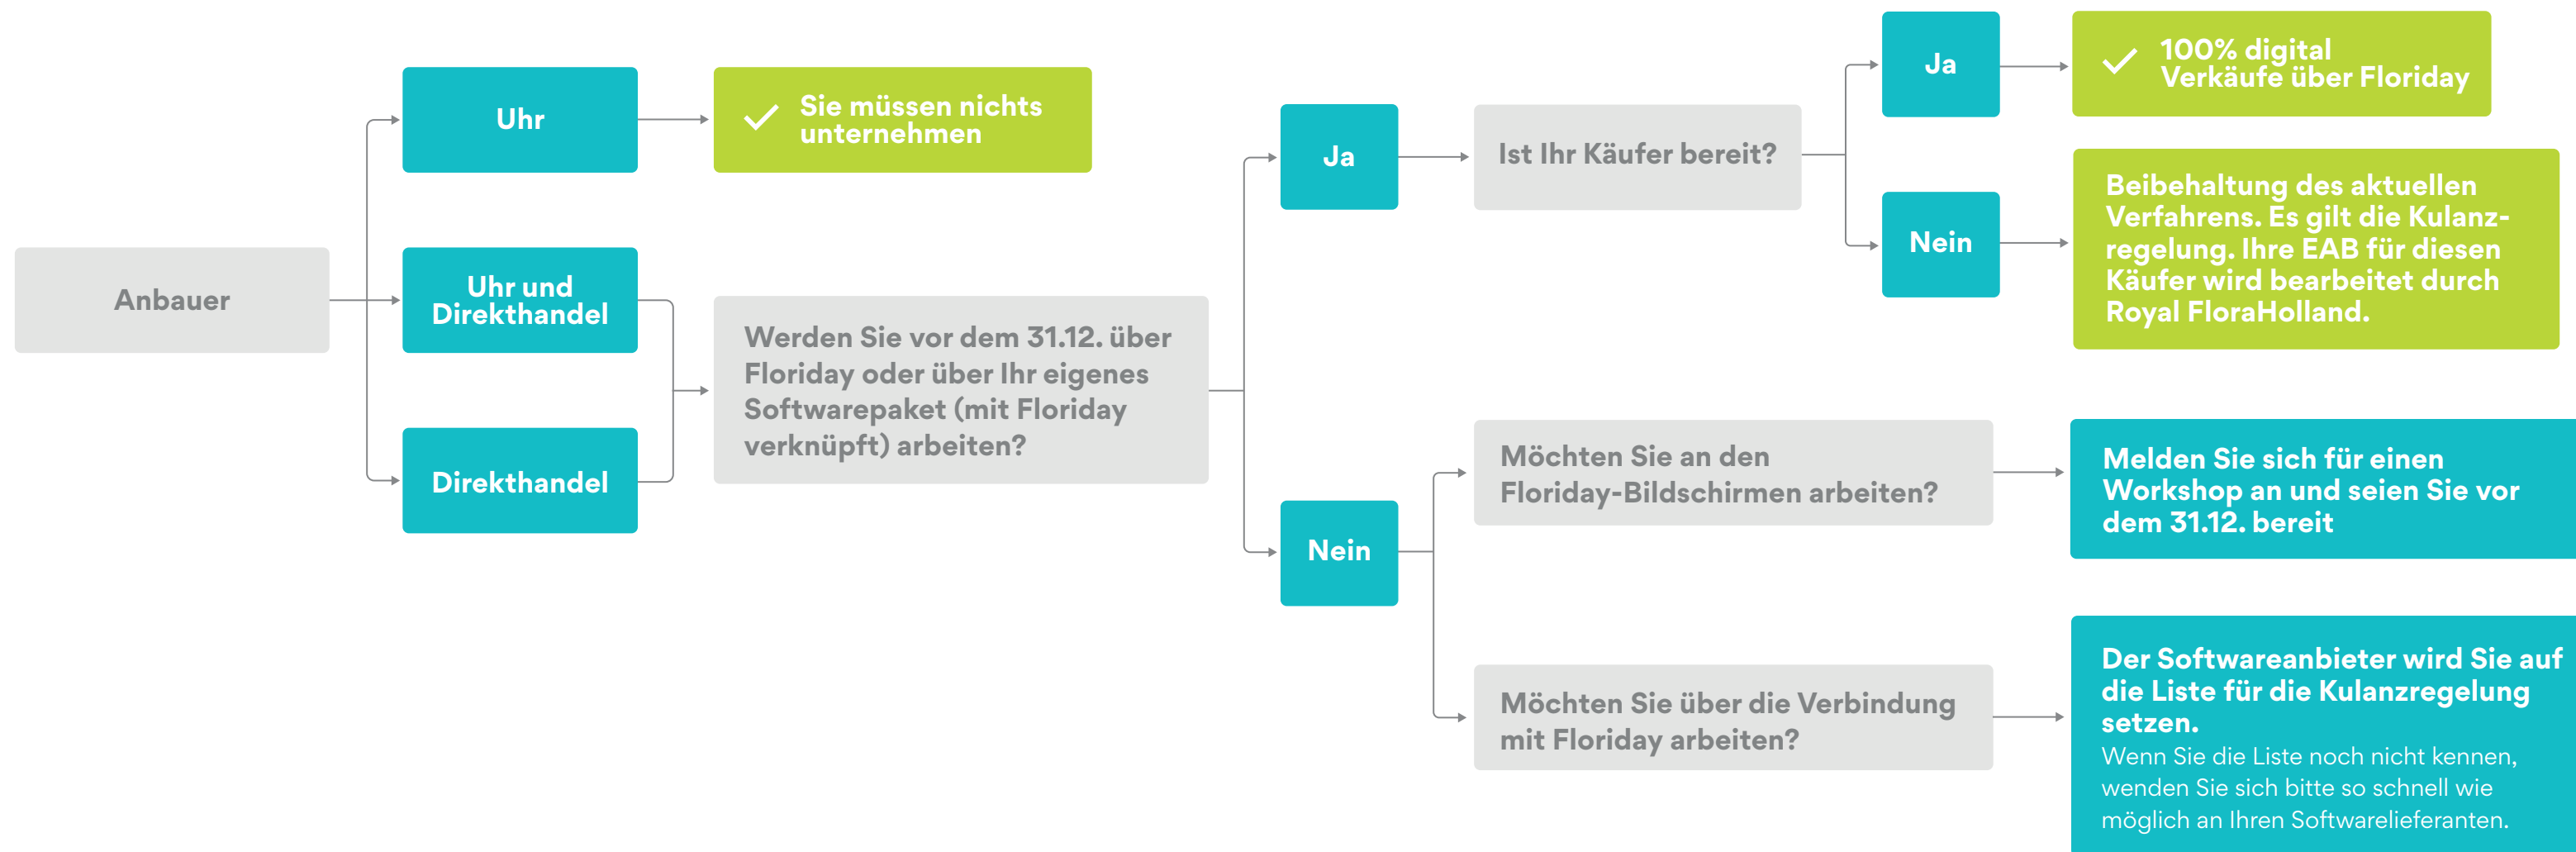 Anbauer
Uhr
Sie müssen nichts
unternehmen
Uhr und
Direkthandel
Direkthandel
Werden Sie vor dem 31.12. über
Floriday oder über Ihr eigenes
Softwarepaket (mit Floriday
verknüpft) arbeiten?
Ja
Ist Ihr Käufer bereit?
Ja
100% digital
Verkäufe über Floriday
Nein
Beibehaltung des aktuellen
Verfahrens. Es gilt die Kulanz-
regelung. Ihre EAB für diesen
Käufer wird bearbeitet durch
Royal FloraHolland.
Nein
Möchten Sie an den
Floriday-Bildschirmen arbeiten?
Melden Sie sich für einen
Workshop an und seien Sie vor
dem 31.12. bereit
Möchten Sie über die Verbindung
mit Floriday arbeiten?
Der Softwareanbieter wird Sie auf
die Liste für die Kulanzregelung
setzen.
Wenn Sie die Liste noch nicht kennen,
wenden Sie sich bitte so schnell wie
möglich an Ihren Softwarelieferanten.